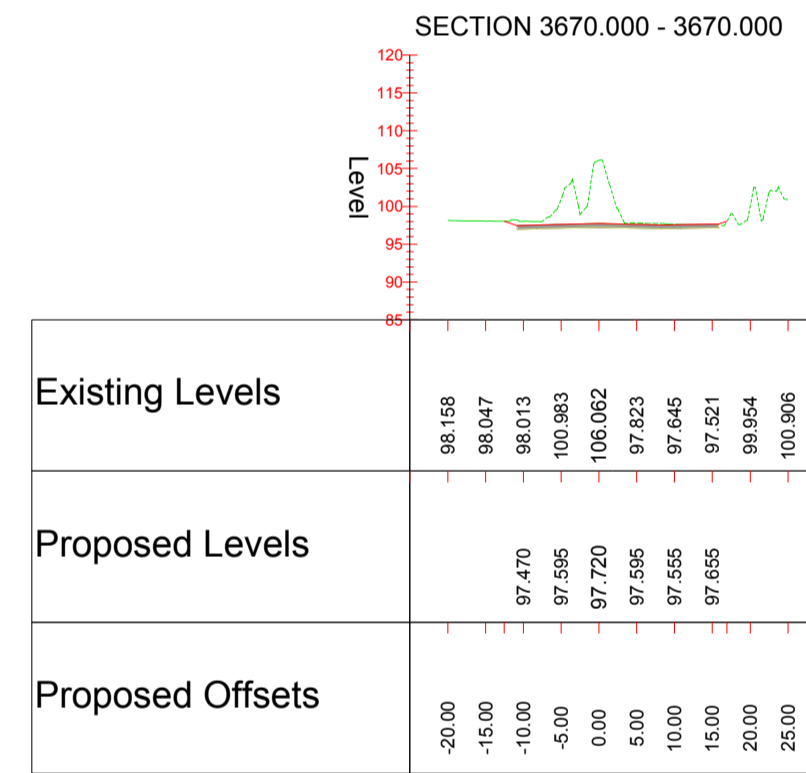 SECTION 3670.000 - 3670.000
120
115
110
105
100
95
90
85
Level
Existing Levels
98.158 98.047 98.013 100.983 106.062 97.823 97.645 97.521 99.954 100.906
Proposed Levels
97.470 97.595 97.720 97.595 97.555 97.655
Proposed Offsets
-20.00 -15.00 -10.00 -5.00 0.00 5.00 10.00 15.00 20.00 25.00